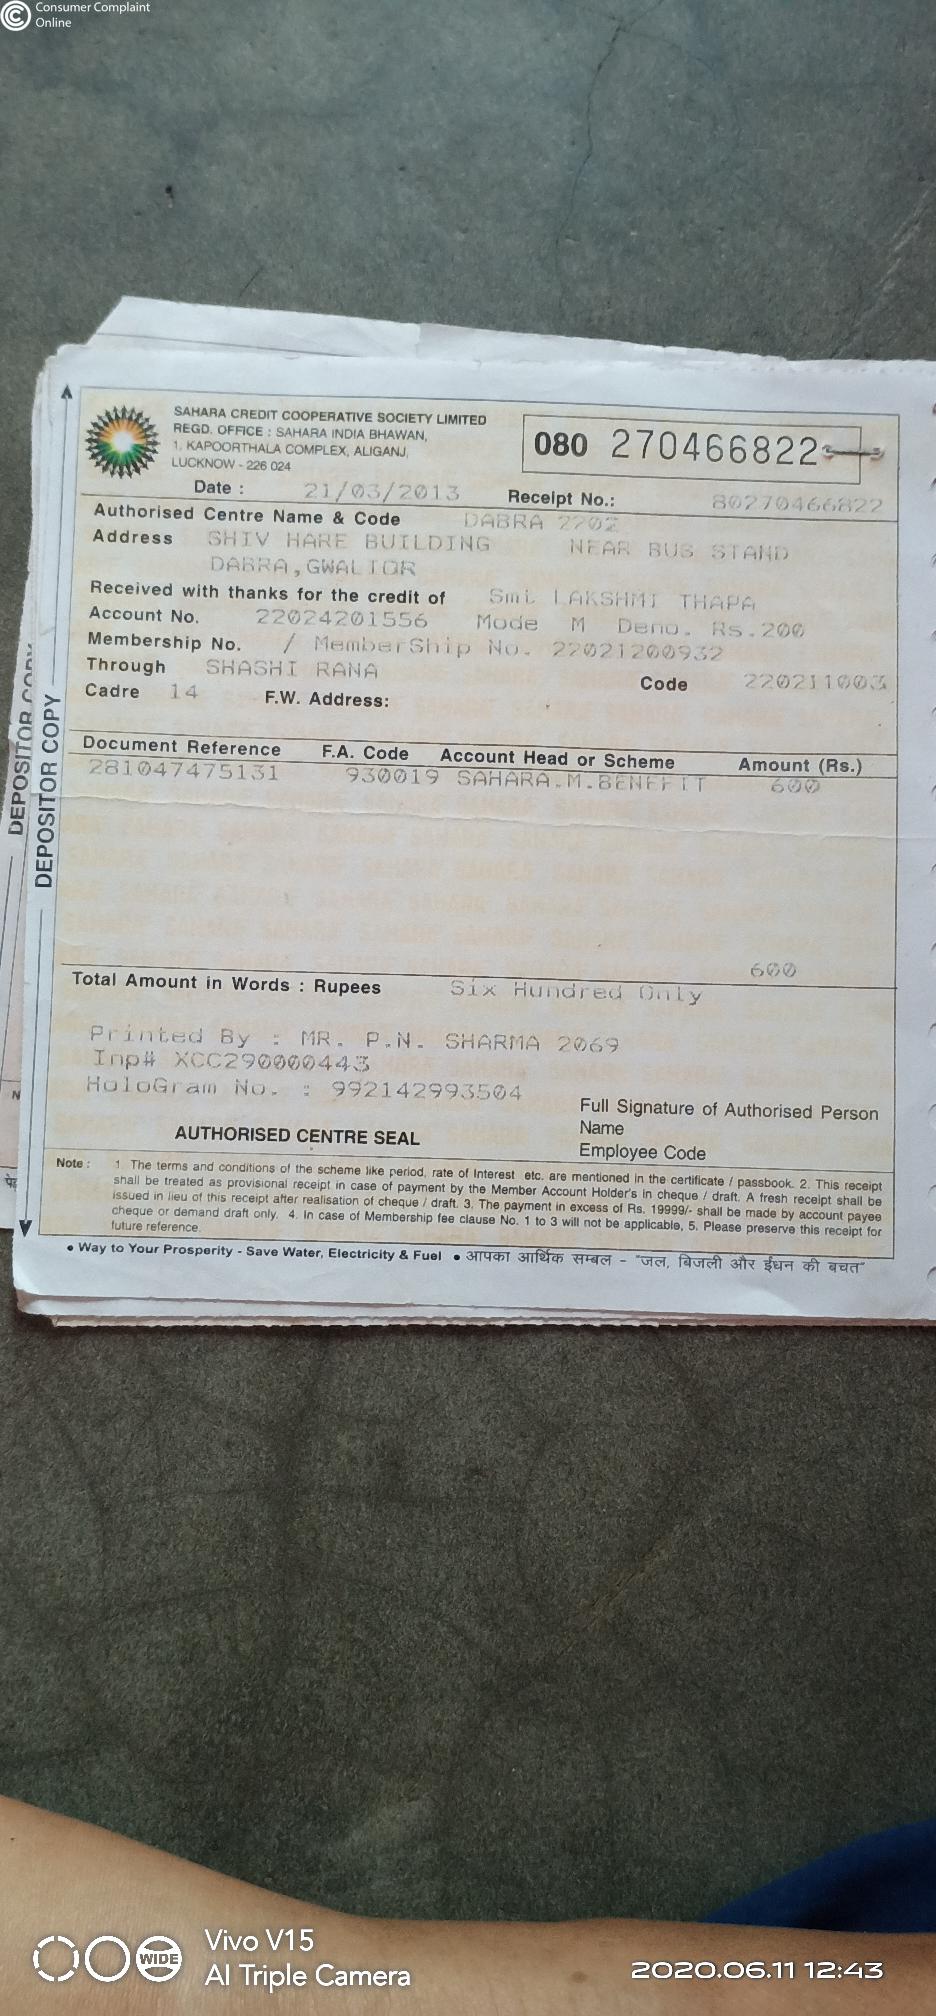 Consumer Complaint
Online
SAHARA CREDIT COOPERATIVE SOCIETY LIMITED
REGD. OFFICE : SAHARA INDIA BHAWAN,
1, KAPOORTHALA COMPLEX, ALIGANJ,
LUCKNOW - 226 024
080 270466822
Date : 21/03/2013 Receipt No.: 80270466822
Authorised Centre Name & Code DABRA 2202
Address SHIV HARE BUILDING NEAR BUS STAND
DABRA,GWALIOR
Received with thanks for the credit of Smt LAKSHMI THAPA
Account No. 22024201556 Mode M Deno. Rs.200
Membership No. / MemberShip No. 22021200932
Through SHASHI RANA Code 220211003
Cadre 14 F.W. Address:
Document Reference F.A. Code Account Head or Scheme Amount (Rs.)
281047475131 930019 SAHARA.M.BENEFIT 600
600
Total Amount in Words : Rupees Six Hundred Only
Printed By : MR. P.N. SHARMA 2069
Inp# XCC290000443
HoloGram No. : 992142993504
Full Signature of Authorised Person
Name
AUTHORISED CENTRE SEAL
Employee Code
Note : 1. The terms and conditions of the scheme like period, rate of Interest etc. are mentioned in the certificate / passbook. 2. This receipt
shall be treated as provisional receipt in case of payment by the Member Account Holder's in cheque / draft. A fresh receipt shall be
issued in lieu of this receipt after realisation of cheque / draft. 3. The payment in excess of Rs. 19999/- shall be made by account payee
cheque or demand draft only. 4. In case of Membership fee clause No. 1 to 3 will not be applicable, 5. Please preserve this receipt for
future reference.
• Way to Your Prosperity - Save Water, Electricity & Fuel • आपका आर्थिक सम्बल - "जल, बिजली और ईंधन की बचत"
DEPOSITOR COPY
DEPOSITOR COPY
WIDE
Vivo V15
AI Triple Camera
2020.06.11 12:43